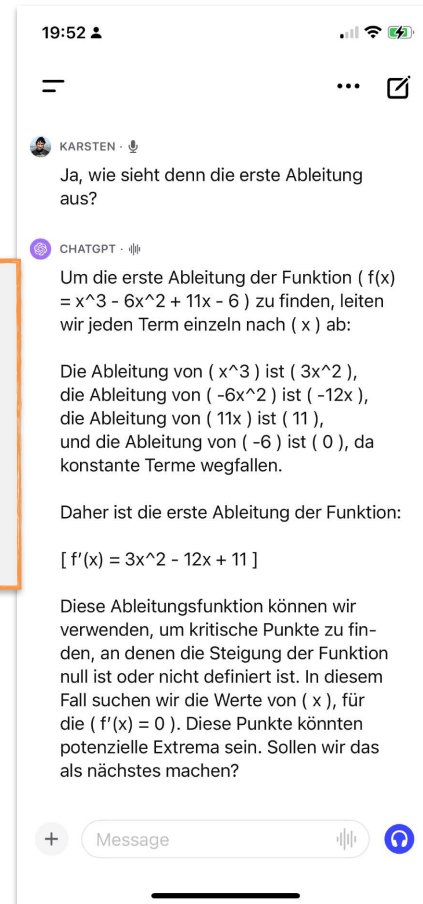 19:52
KARSTEN ·
Ja, wie sieht denn die erste Ableitung
aus?
CHATGPT ·
Um die erste Ableitung der Funktion ( f(x)
= x^3 - 6x^2 + 11x - 6 ) zu finden, leiten
wir jeden Term einzeln nach ( x ) ab:
Die Ableitung von ( x^3 ) ist ( 3x^2 ),
die Ableitung von ( -6x^2 ) ist ( -12x ),
die Ableitung von ( 11x ) ist ( 11 ),
und die Ableitung von ( -6 ) ist ( 0 ), da
konstante Terme wegfallen.
Daher ist die erste Ableitung der Funktion:
[ f′(x) = 3x^2 - 12x + 11 ]
Diese Ableitungsfunktion können wir
verwenden, um kritische Punkte zu fin-
den, an denen die Steigung der Funktion
null ist oder nicht definiert ist. In diesem
Fall suchen wir die Werte von ( x ), für
die ( f′(x) = 0 ). Diese Punkte könnten
potenzielle Extrema sein. Sollen wir das
als nächstes machen?
Message